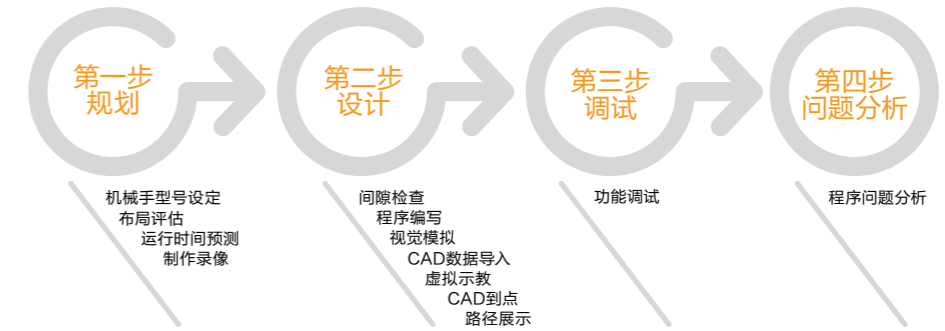 第一步
规划
第二步
设计
第三步
调试
第四步
问题分析
机械手型号设定
布局评估
运行时间预测
制作录像
间隙检查
程序编写
视觉模拟
CAD数据导入
虚拟示教
CAD到点
路径展示
功能调试
程序问题分析